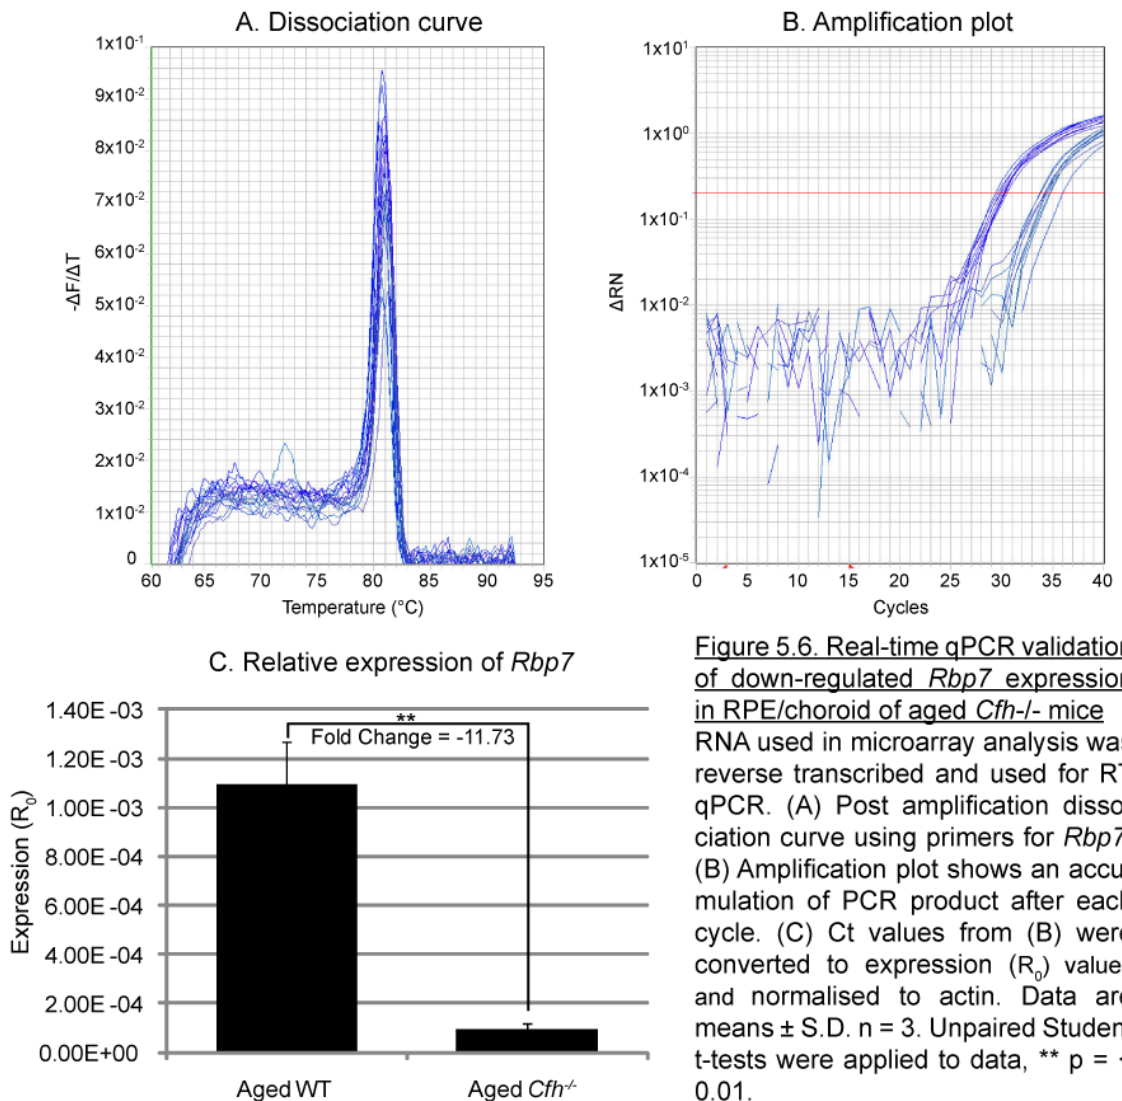 A. Dissociation curve
1x10-1
9x10-2
8x10-2
7x10-2
6x10-2
5x10-2
4x10-2
3x10-2
2x10-2
1x10-2
0
-ΔF/ΔT
60 65 70 75 80 85 90 95
Temperature (°C)
B. Amplification plot
1x10^1
1x10^0
1x10-1
1x10-2
1x10-3
1x10-4
1x10-5
ΔRN
0 5 10 15 20 25 30 35 40
Cycles
C. Relative expression of Rbp7
1.40E -03
1.20E -03
1.00E -03
8.00E -04
6.00E -04
4.00E -04
2.00E -04
0.00E+00
Expression (R0)
**
Fold Change = -11.73
Aged WT Aged Cfh-/-
Figure 5.6. Real-time qPCR validation
of down-regulated Rbp7 expression
in RPE/choroid of aged Cfh-/- mice
RNA used in microarray analysis was
reverse transcribed and used for RT
qPCR. (A) Post amplification disso
ciation curve using primers for Rbp7
(B) Amplification plot shows an accu
mulation of PCR product after each
cycle. (C) Ct values from (B) were
converted to expression (R0) value
and normalised to actin. Data are
means ± S.D. n = 3. Unpaired Studen
t-tests were applied to data, ** p = <
0.01.